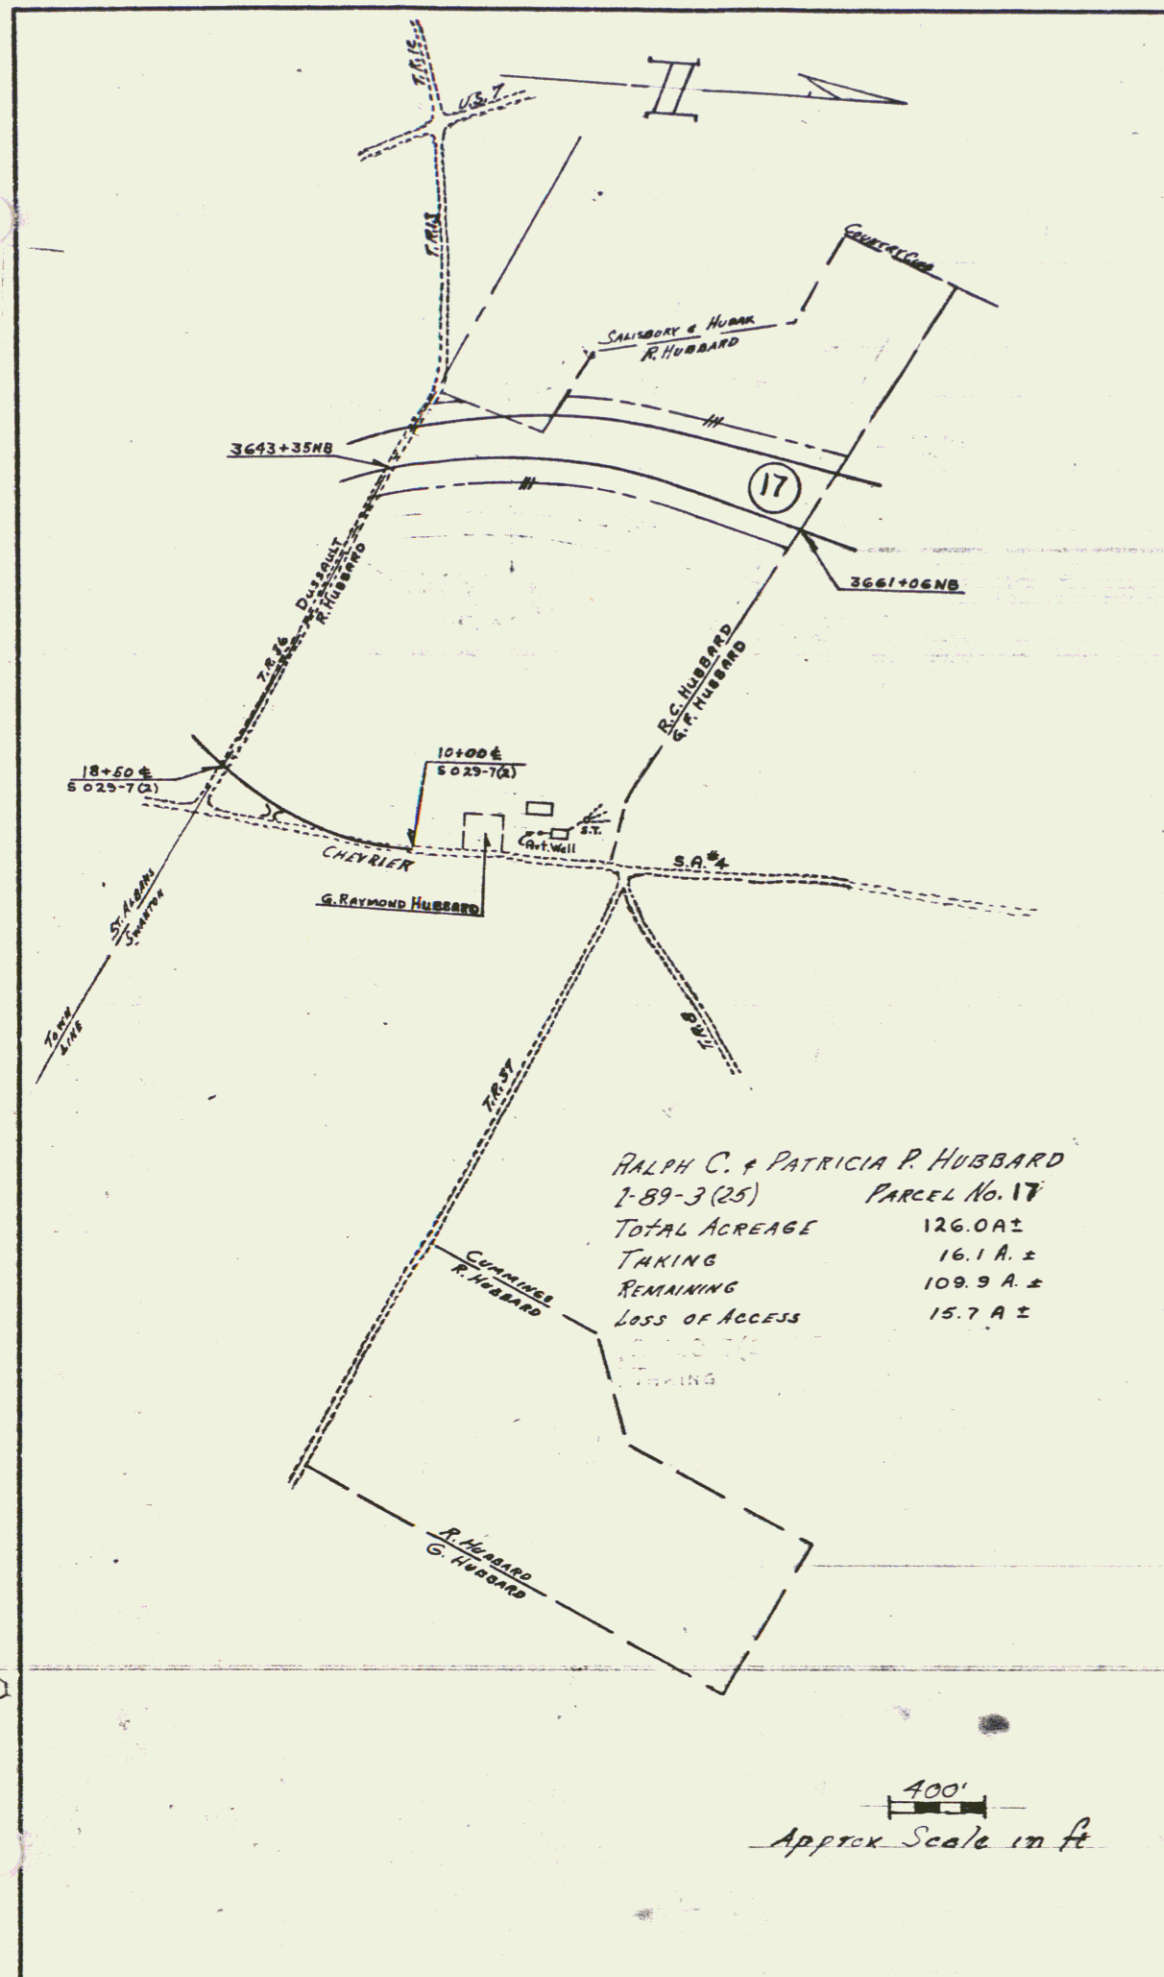 T.R.15
U.S. 7
T.R.13
COUNTRY CLUB
SALISBURY & HUBAK
R. HUBBARD
3643+35NB
17
3661+06NB
DUSSAULT
R. HUBBARD
T.R. 36
R.C. HUBBARD
G.F. HUBBARD
18+50 ℄
S 029-7(2)
10+00 ℄
S 029-7(2)
S.T.
Art. Well
CHEVRIER
S.A. #4
G. RAYMOND HUBBARD
ST. ALBANS
SWANTON
TOWN
LINE
T.R. 8
T.R. 37
RALPH C. & PATRICIA P. HUBBARD
I-89-3 (25) PARCEL No. 17
TOTAL ACREAGE 126.0 A ±
TAKING 16.1 A. ±
REMAINING 109.9 A. ±
LOSS OF ACCESS 15.7 A ±
CUMMINGS
R. HUBBARD
R. HUBBARD
G. HUBBARD
400'
Approx Scale in ft